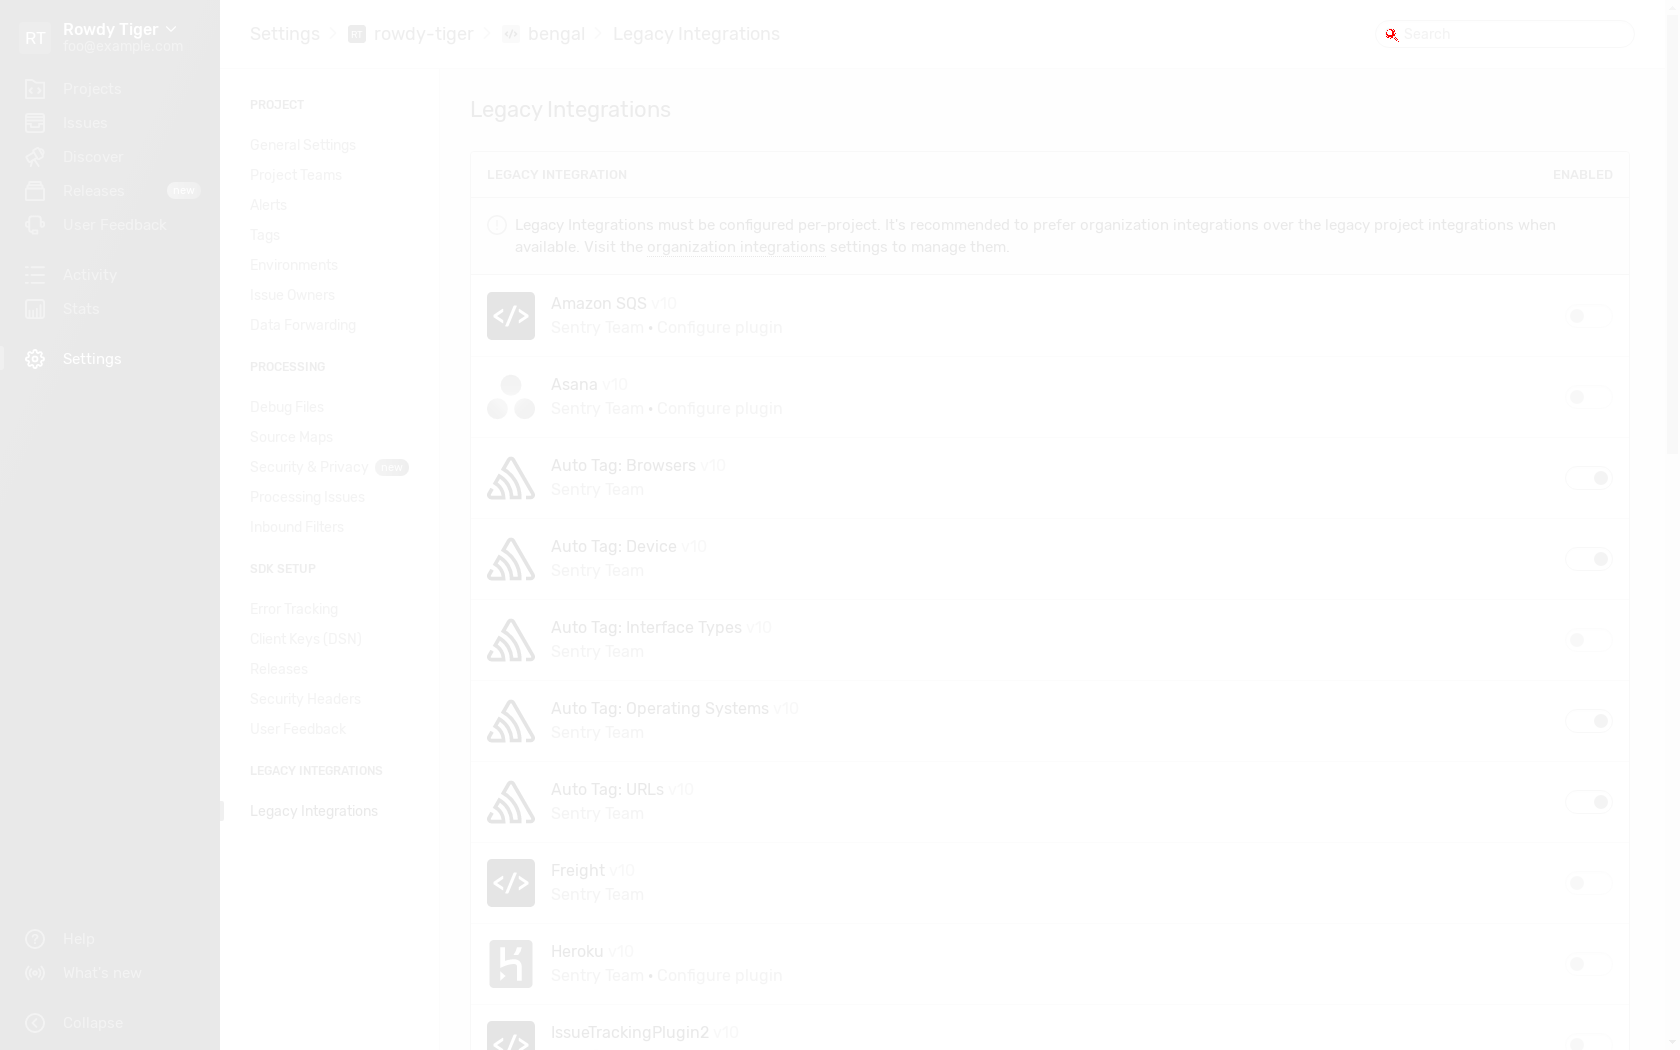 RT
Rowdy Tiger
foo@example.com
Projects
Issues
Discover
Releases new
User Feedback
Activity
Stats
Settings
Help
What's new
Collapse
Settings RT rowdy-tiger bengal Legacy Integrations
Search
PROJECT
General Settings
Project Teams
Alerts
Tags
Environments
Issue Owners
Data Forwarding
PROCESSING
Debug Files
Source Maps
Security & Privacy new
Processing Issues
Inbound Filters
SDK SETUP
Error Tracking
Client Keys (DSN)
Releases
Security Headers
User Feedback
LEGACY INTEGRATIONS
Legacy Integrations
Legacy Integrations
LEGACY INTEGRATION ENABLED
Legacy Integrations must be configured per-project. It's recommended to prefer organization integrations over the legacy project integrations when
available. Visit the organization integrations settings to manage them.
Amazon SQS v10
Sentry Team • Configure plugin
Asana v10
Sentry Team • Configure plugin
Auto Tag: Browsers v10
Sentry Team
Auto Tag: Device v10
Sentry Team
Auto Tag: Interface Types v10
Sentry Team
Auto Tag: Operating Systems v10
Sentry Team
Auto Tag: URLs v10
Sentry Team
Freight v10
Sentry Team
Heroku v10
Sentry Team • Configure plugin
IssueTrackingPlugin2 v10